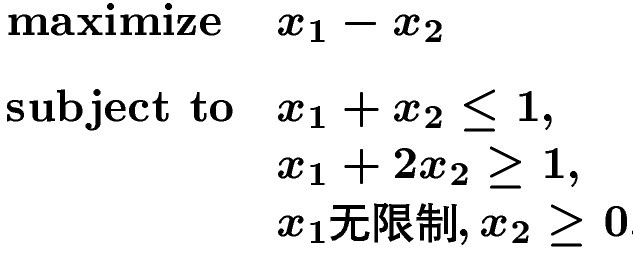 maximize x₁ − x₂
subject to x₁ + x₂ ≤ 1,
x₁ + 2x₂ ≥ 1,
x₁无限制, x₂ ≥ 0.